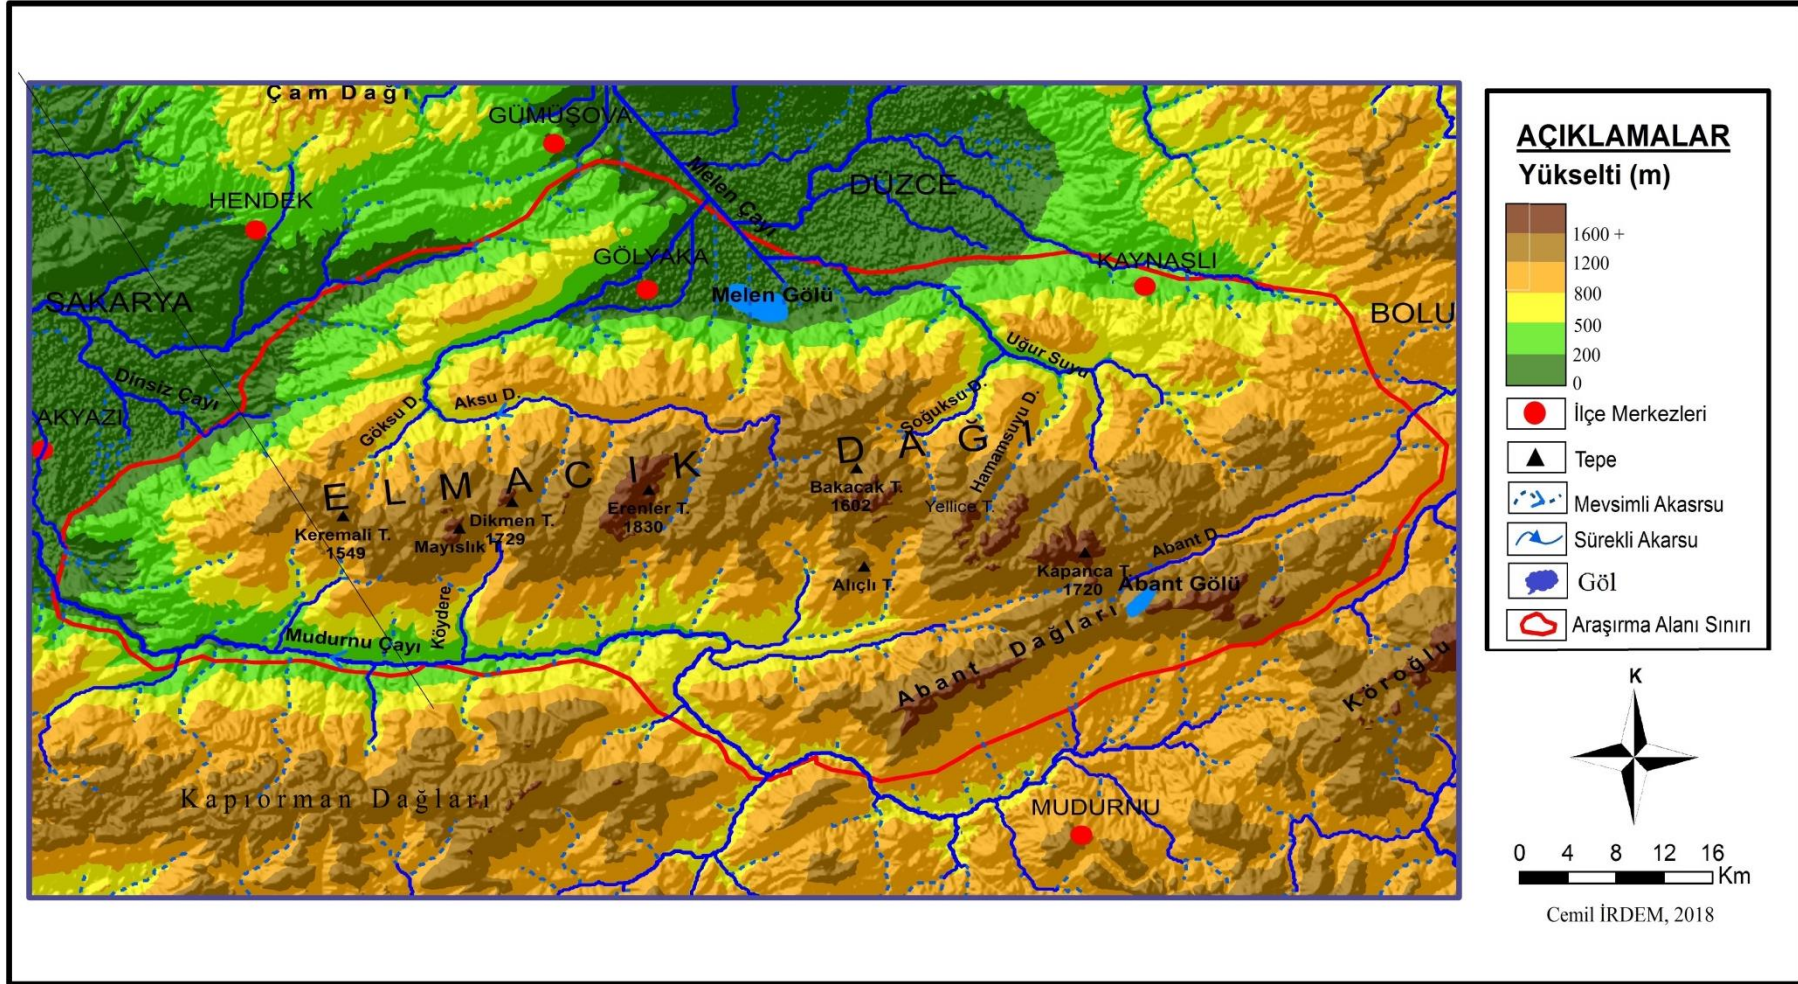 Çam Dağı
GÜMÜŞOVA
HENDEK
Melen Çayı
DÜZCE
GÖLYAKA
KAYNAŞLI
SAKARYA
Melen Gölü
BOLU
Uğur Suyu
Dinsiz Çayı
AKYAZI
Göksu D.
Aksu D.
Soğuksu D.
Hamamsuyu D.
ELMACIK DAĞI
Keremali T.
1549
Mayıslık T.
Dikmen T.
1729
Erenler T.
1830
Bakacak T.
1602
Yellice T.
Alıçlı T.
Kapanca T.
1720
Abant D.
Abant Gölü
Köydere
Mudurnu Çayı
Abant Dağları
Köroğlu
Kapıorman Dağları
MUDURNU
AÇIKLAMALAR
Yükselti (m)
1600 +
1200
800
500
200
0
İlçe Merkezleri
Tepe
Mevsimli Akasrsu
Sürekli Akarsu
Göl
Araşırma Alanı Sınırı
K
0 4 8 12 16
Km
Cemil İRDEM, 2018